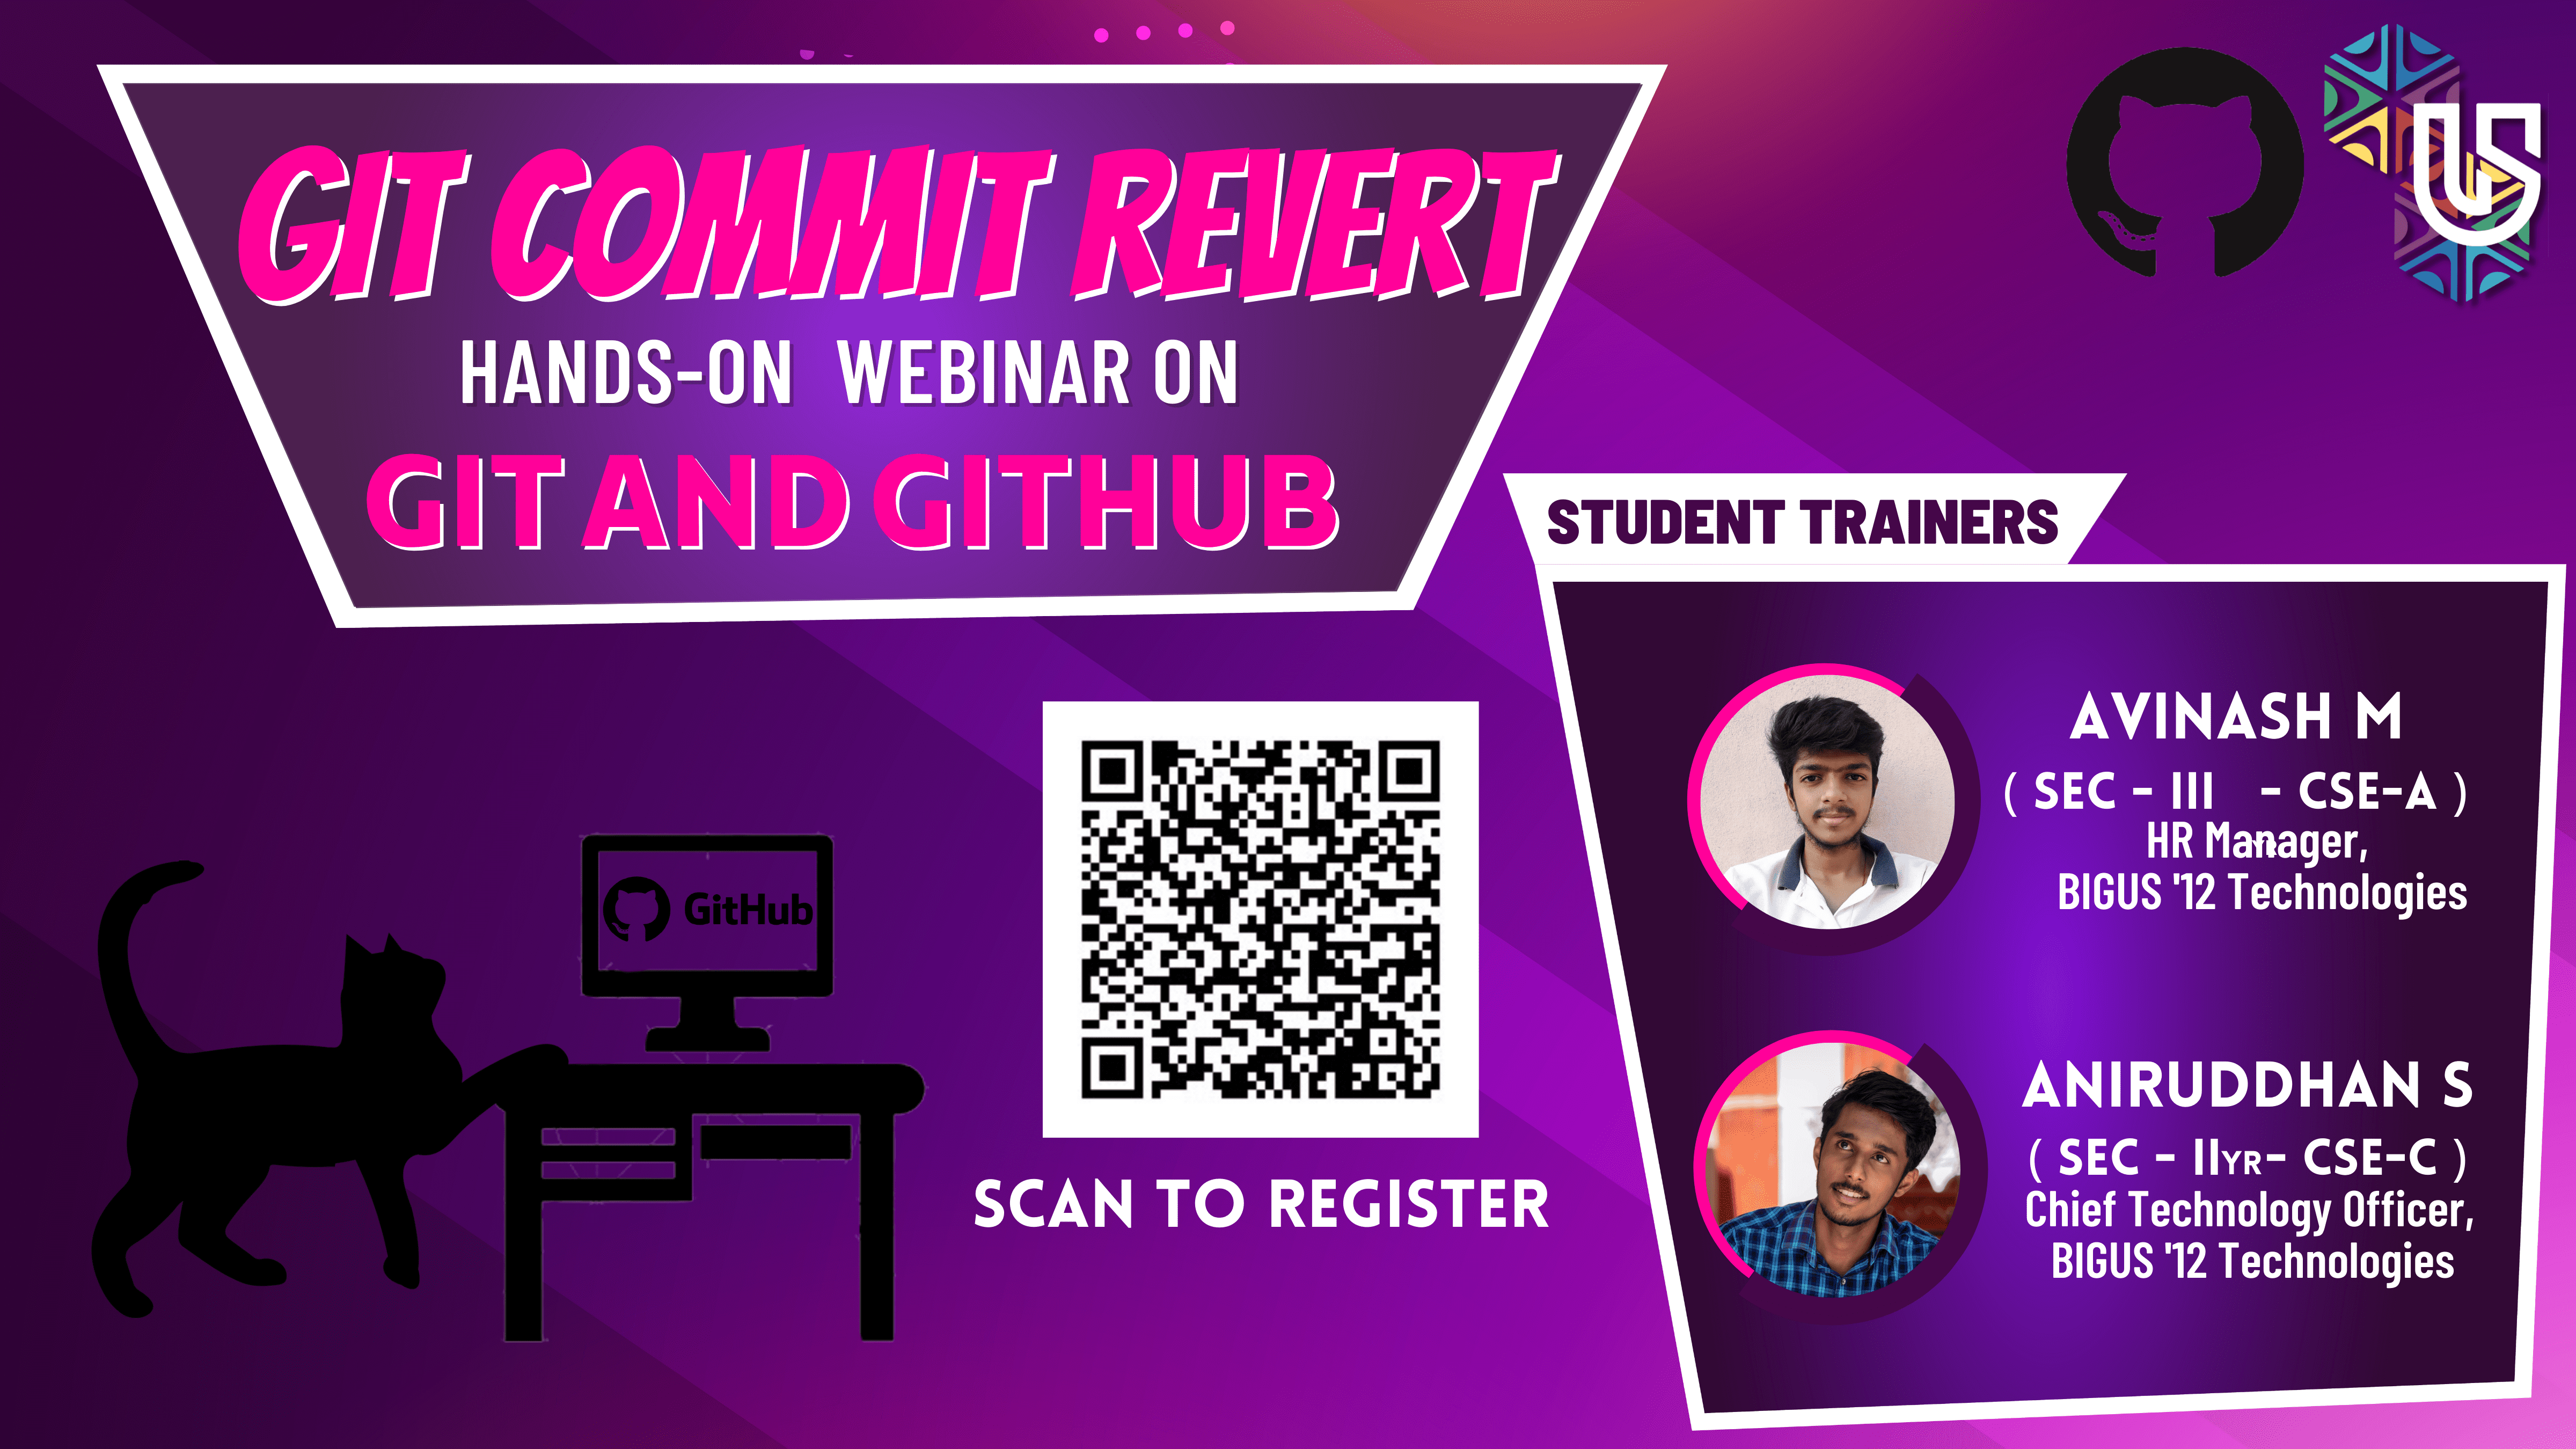 GIT COMMIT REVERT
HANDS-ON WEBINAR ON
GIT AND GITHUB
US
STUDENT TRAINERS
AVINASH M
( SEC - III - CSE-A )
HR Manager,
BIGUS '12 Technologies
GitHub
SCAN TO REGISTER
ANIRUDDHAN S
( SEC - IIYR- CSE-C )
Chief Technology Officer,
BIGUS '12 Technologies